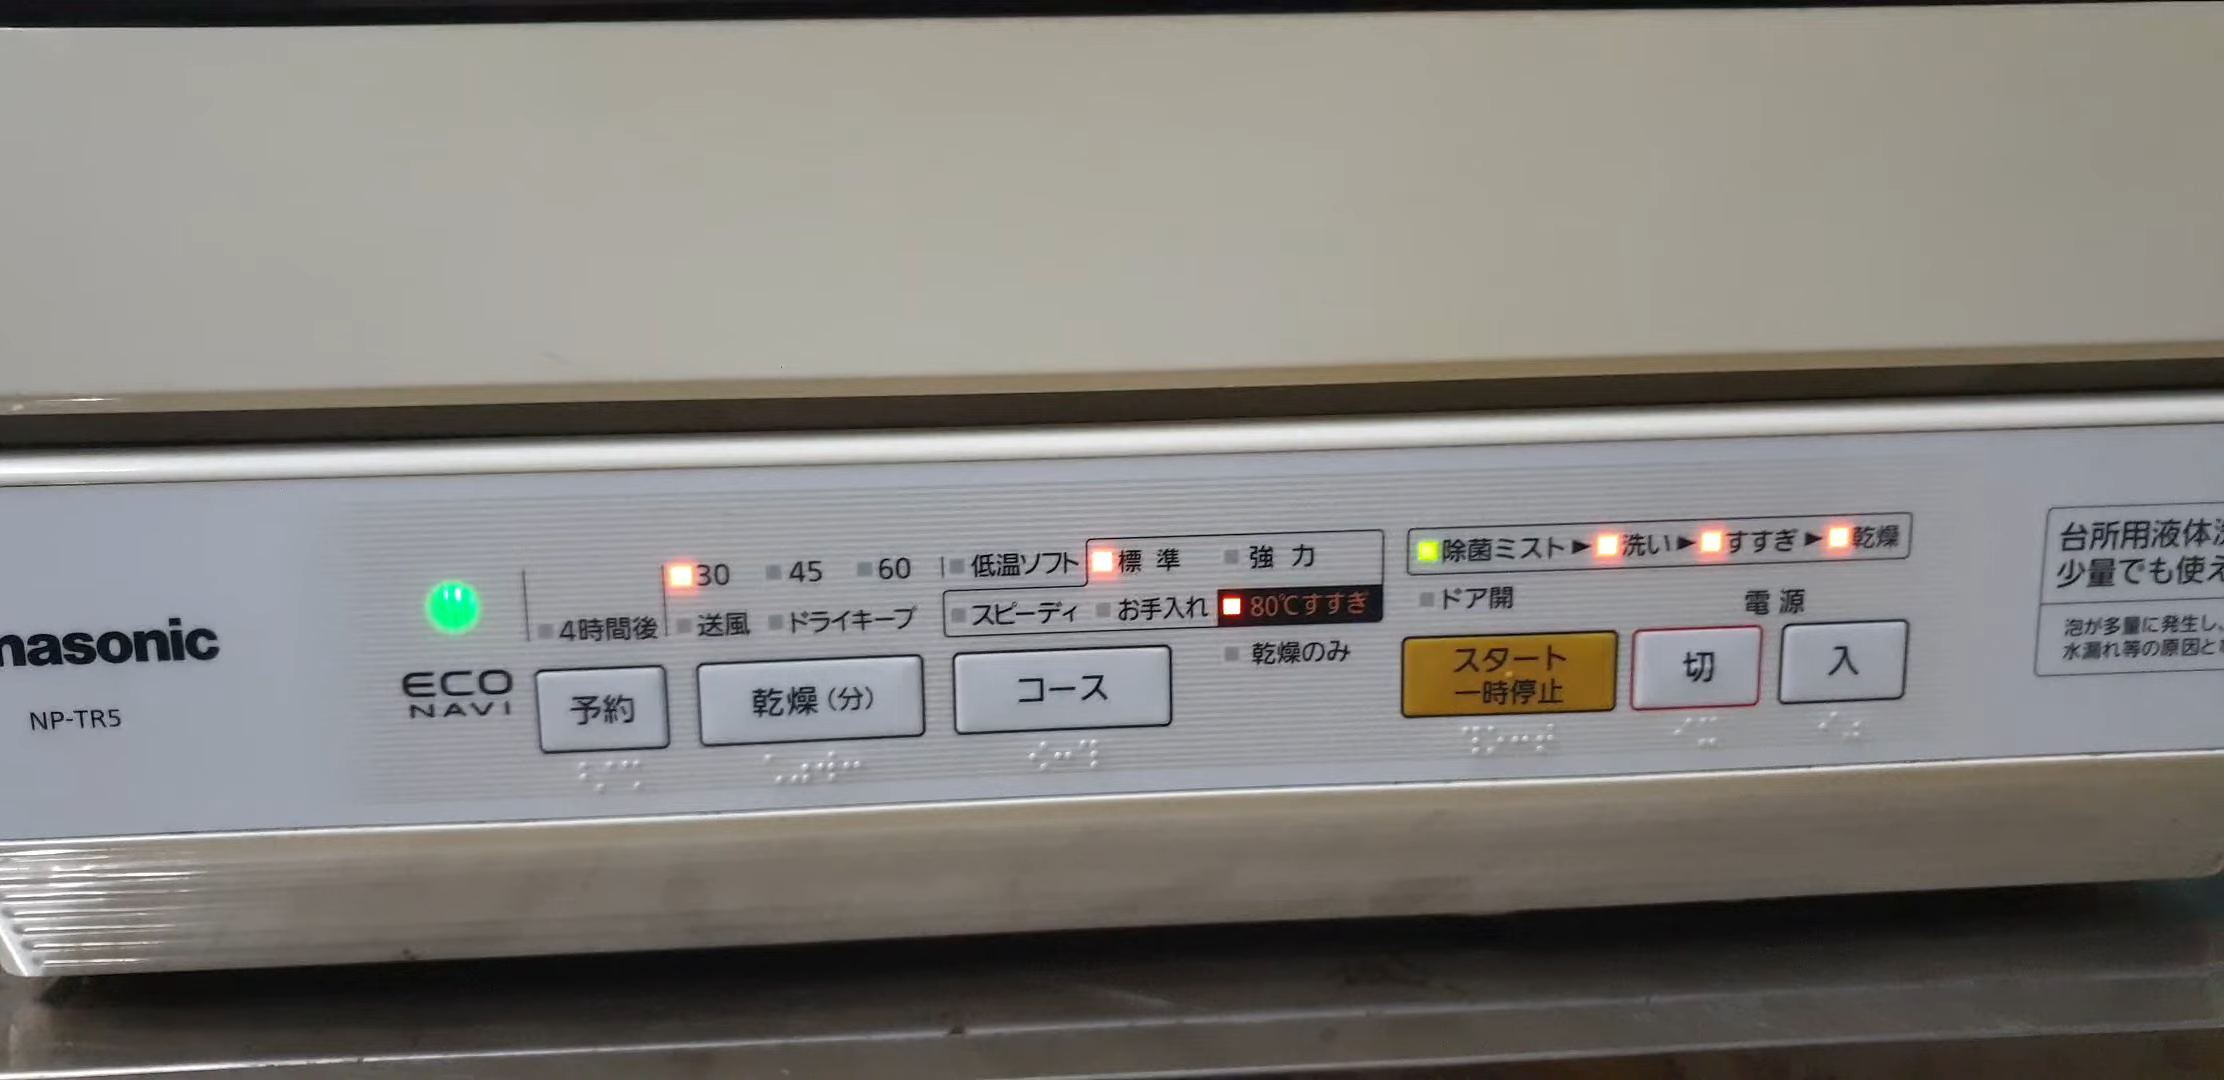 nasonic
NP-TR5
ECO
NAVI
4時間後
30 45 60
送風 ドライキープ
低温ソフト 標準 強力
スピーディ お手入れ 80℃すすぎ
乾燥のみ
予約
乾燥(分)
コース
除菌ミスト▶洗い▶すすぎ▶乾燥
ドア開
電源
スタート
一時停止
切
入
台所用液体
少量でも使え
泡が多量に発生し、
水漏れ等の原因と